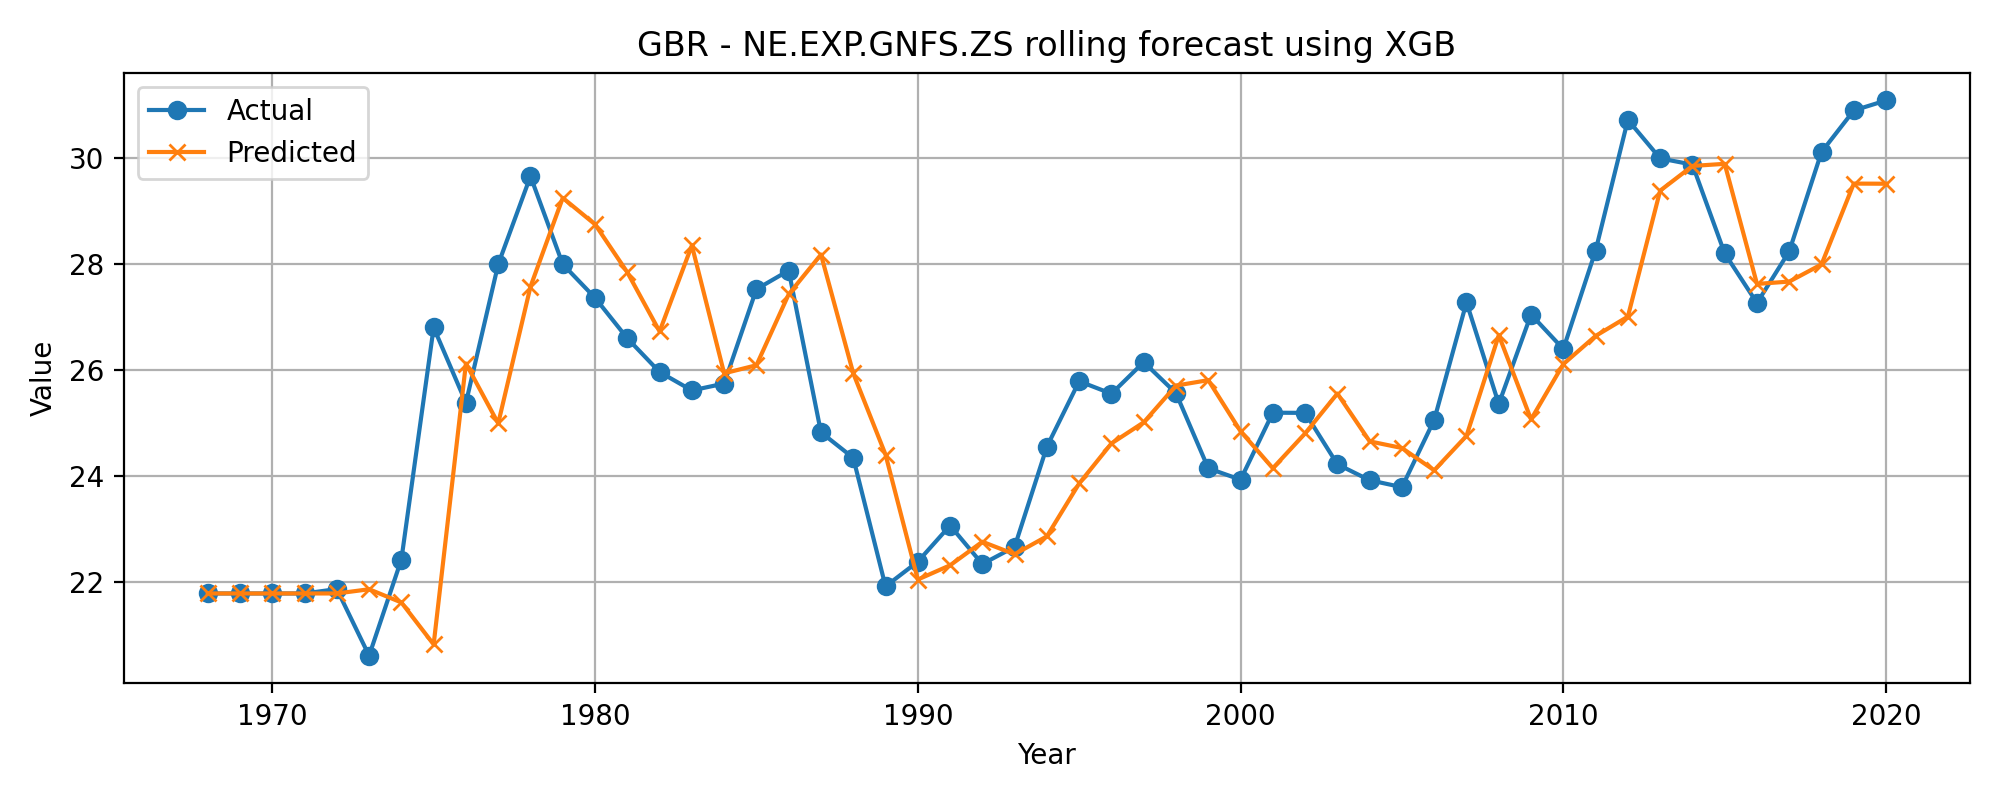 GBR - NE.EXP.GNFS.ZS rolling forecast using XGB
Actual
Predicted
Value
30
28
26
24
22
1970 1980 1990 2000 2010 2020
Year